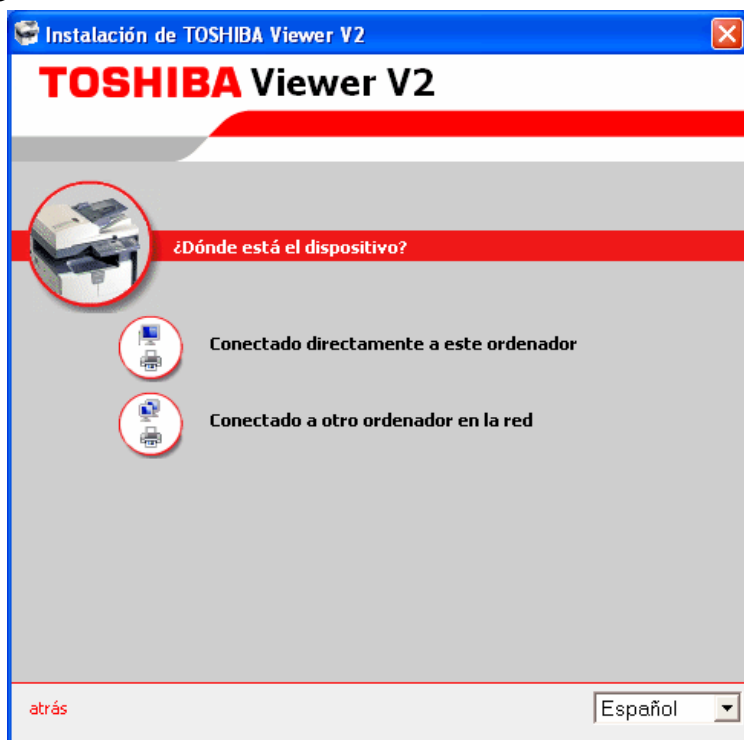 Instalación de TOSHIBA Viewer V2
TOSHIBA Viewer V2
¿Dónde está el dispositivo?
Conectado directamente a este ordenador
Conectado a otro ordenador en la red
atrás
Español